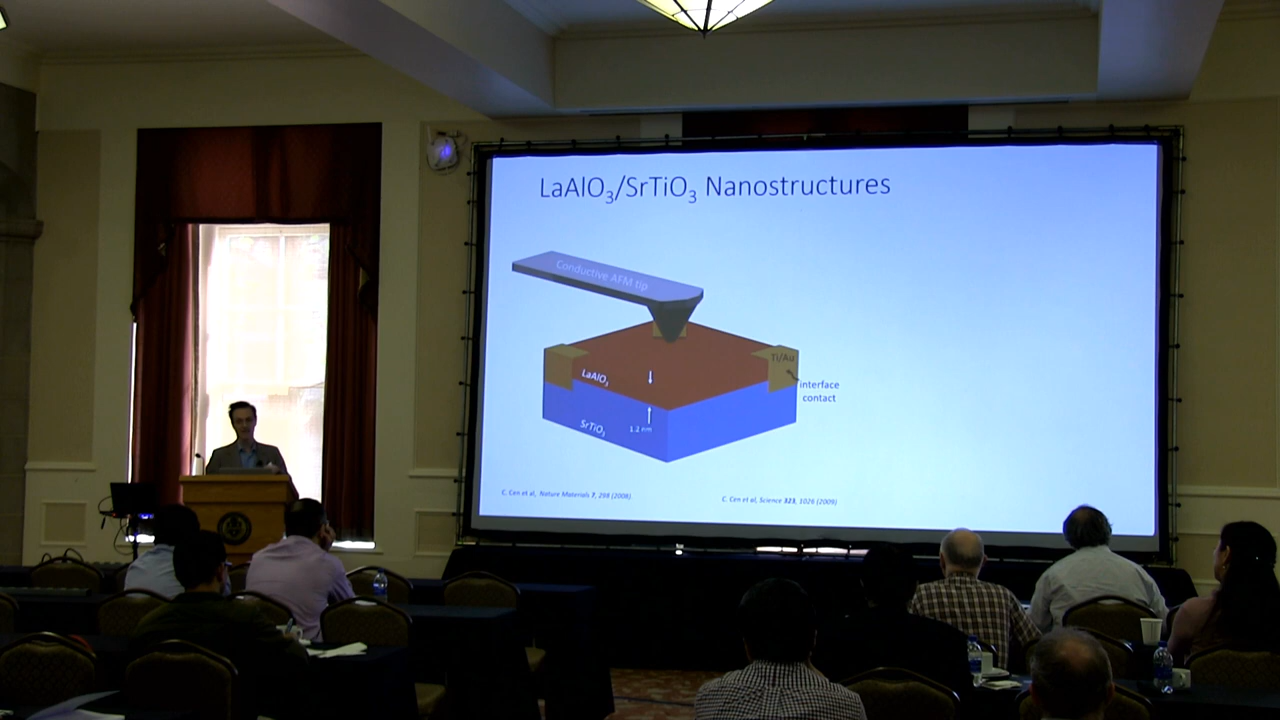 LaAlO₃/SrTiO₃ Nanostructures
Conductive AFM tip
Ti/Au
LaAlO₃
interface
contact
SrTiO₃
1.2 nm
C. Cen et al, Nature Materials 7, 298 (2008)
C. Cen et al, Science 323, 1026 (2009)